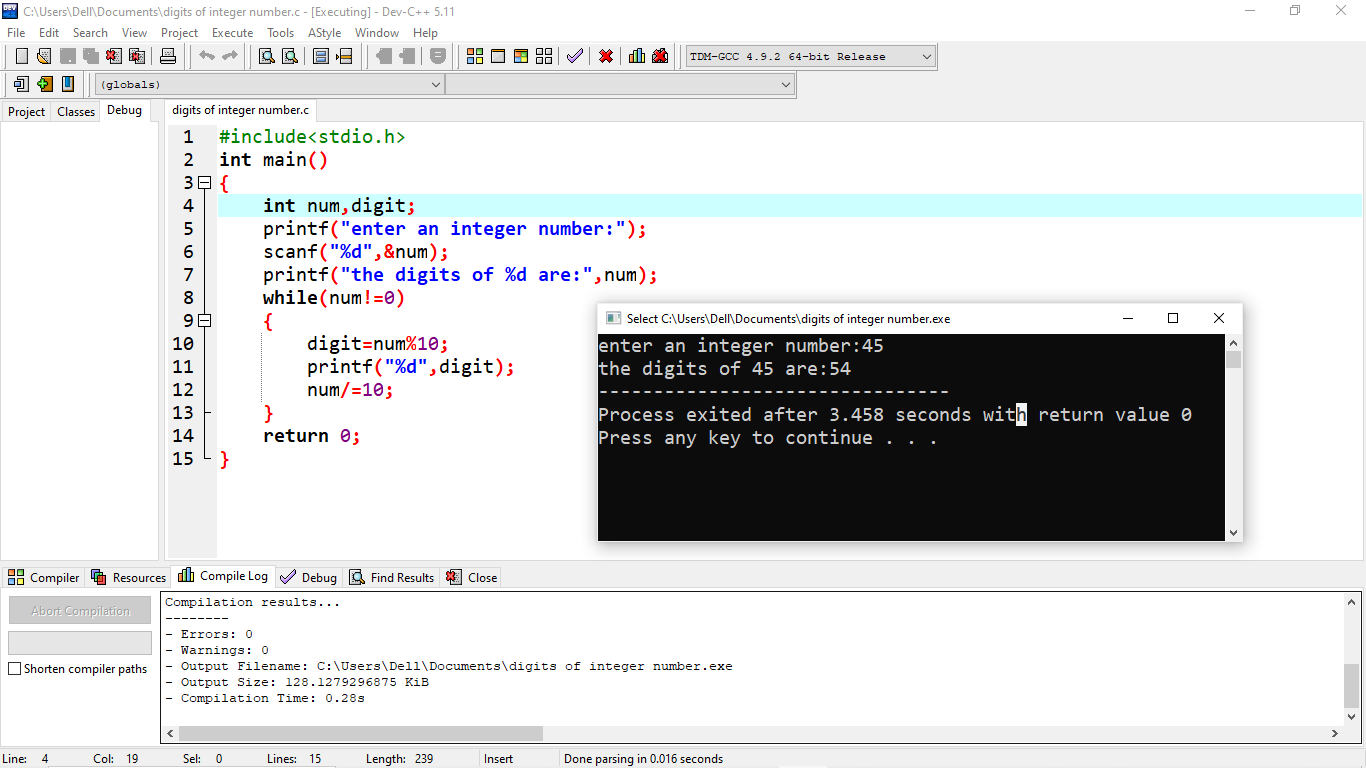 C:\Users\Dell\Documents\digits of integer number.c - [Executing] - Dev-C++ 5.11
File Edit Search View Project Execute Tools AStyle Window Help
TDM-GCC 4.9.2 64-bit Release
(globals)
Project Classes Debug
digits of integer number.c
1 #include<stdio.h>
2 int main()
3 {
4 int num,digit;
5 printf("enter an integer number:");
6 scanf("%d",&num);
7 printf("the digits of %d are:",num);
8 while(num!=0)
9 {
10 digit=num%10;
11 printf("%d",digit);
12 num/=10;
13 }
14 return 0;
15 }
Select C:\Users\Dell\Documents\digits of integer number.exe
enter an integer number:45
the digits of 45 are:54
--------------------------------
Process exited after 3.458 seconds with return value 0
Press any key to continue . . .
Compiler Resources Compile Log Debug Find Results Close
Abort Compilation
Shorten compiler paths
Compilation results...
--------
- Errors: 0
- Warnings: 0
- Output Filename: C:\Users\Dell\Documents\digits of integer number.exe
- Output Size: 128.1279296875 KiB
- Compilation Time: 0.28s
Line: 4 Col: 19 Sel: 0 Lines: 15 Length: 239 Insert Done parsing in 0.016 seconds